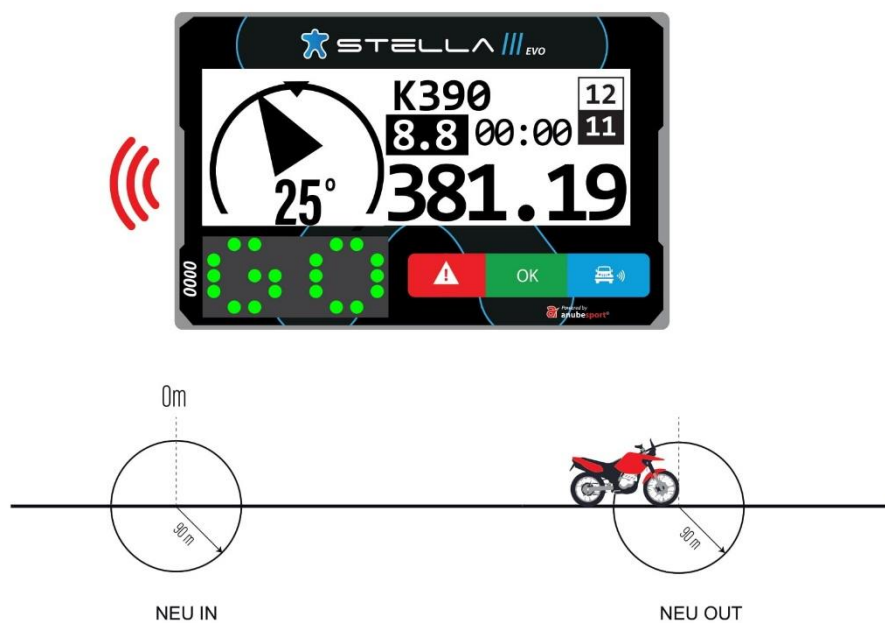 STELLA III EVO
K390
12
8.8 00:00 11
25°
381.19
GO
0000
OK
Powered by
anubesport®
0m
90 m
90 m
NEU IN
NEU OUT